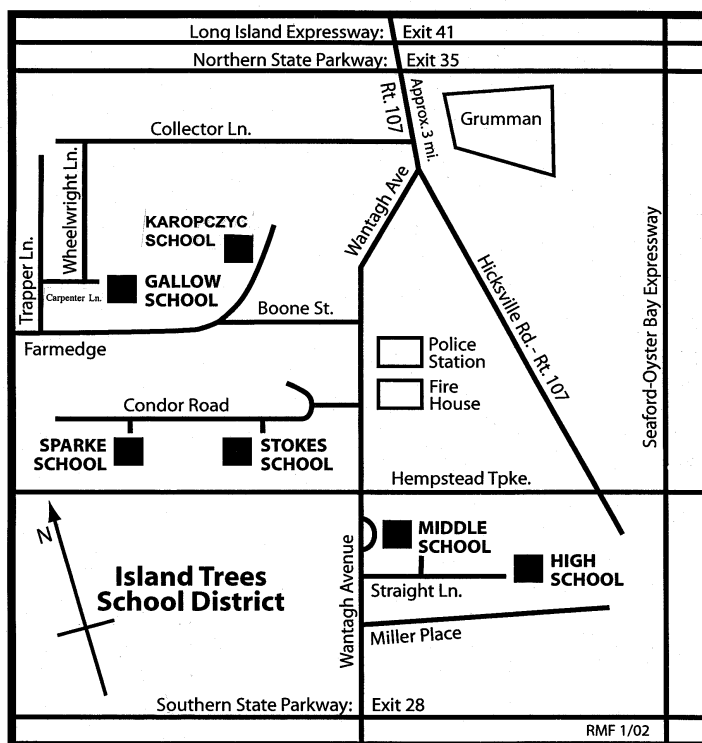 Long Island Expressway: Exit 41
Northern State Parkway: Exit 35
Rt. 107
Approx. 3 mi.
Grumman
Collector Ln.
Wantagh Ave
Trapper Ln.
Wheelwright Ln.
KAROPCZYC
SCHOOL
Carpenter Ln.
GALLOW
SCHOOL
Boone St.
Farmedge
Hicksville Rd. - Rt. 107
Seaford-Oyster Bay Expressway
Police
Station
Fire
House
Condor Road
SPARKE
SCHOOL
STOKES
SCHOOL
Hempstead Tpke.
N
Island Trees
School District
Wantagh Avenue
MIDDLE
SCHOOL
HIGH
SCHOOL
Straight Ln.
Miller Place
Southern State Parkway: Exit 28
RMF 1/02